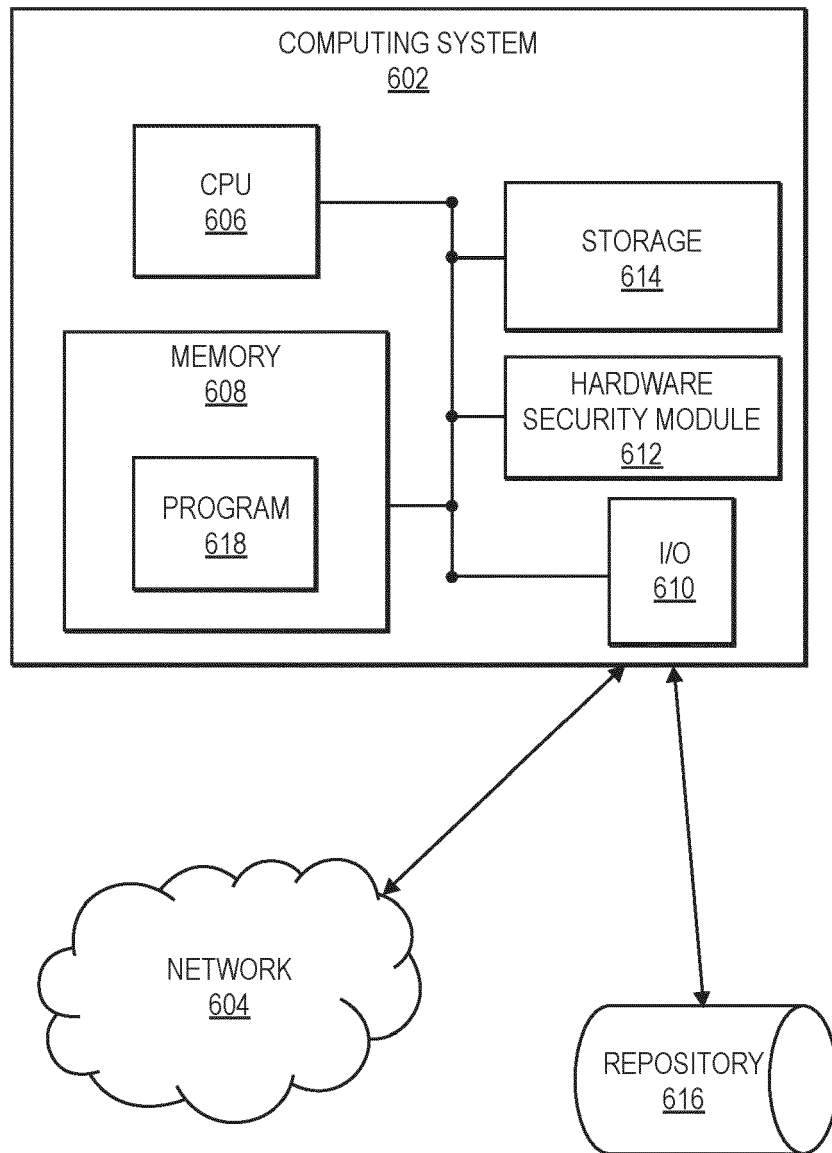 COMPUTING SYSTEM
602
CPU
606
STORAGE
614
MEMORY
608
HARDWARE
SECURITY MODULE
612
PROGRAM
618
I/O
610
NETWORK
604
REPOSITORY
616